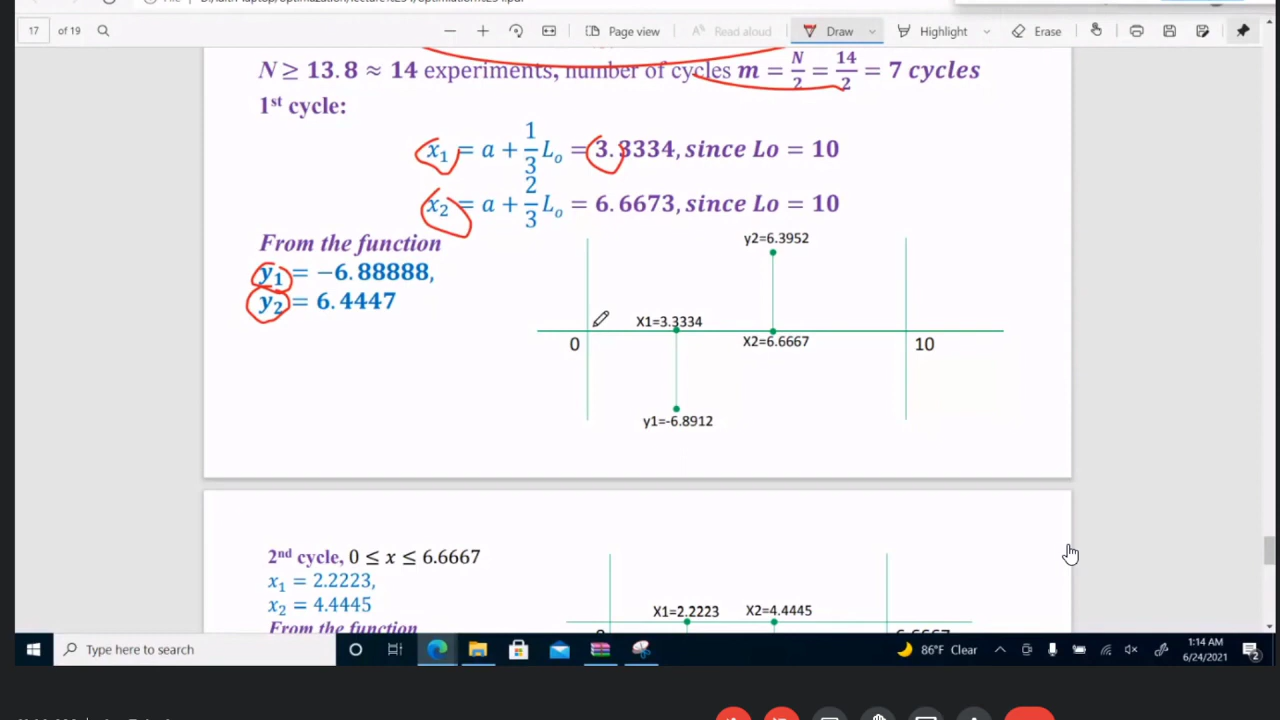 17 of 19 Page view Read aloud Draw Highlight Erase
N ≥ 13.8 ≈ 14 experiments, number of cycles m = N/2 = 14/2 = 7 cycles
1st cycle:
x₁ = a + 1/3 Lₒ = 3.3334, since Lo = 10
x₂ = a + 2/3 Lₒ = 6.6673, since Lo = 10
From the function
y₁ = −6.88888,
y₂ = 6.4447
y2=6.3952
X1=3.3334
0
X2=6.6667
10
y1=-6.8912
2nd cycle, 0 ≤ x ≤ 6.6667
x₁ = 2.2223,
x₂ = 4.4445
From the function
X1=2.2223 X2=4.4445
6.6667
Type here to search
86°F Clear
1:14 AM
6/24/2021
2